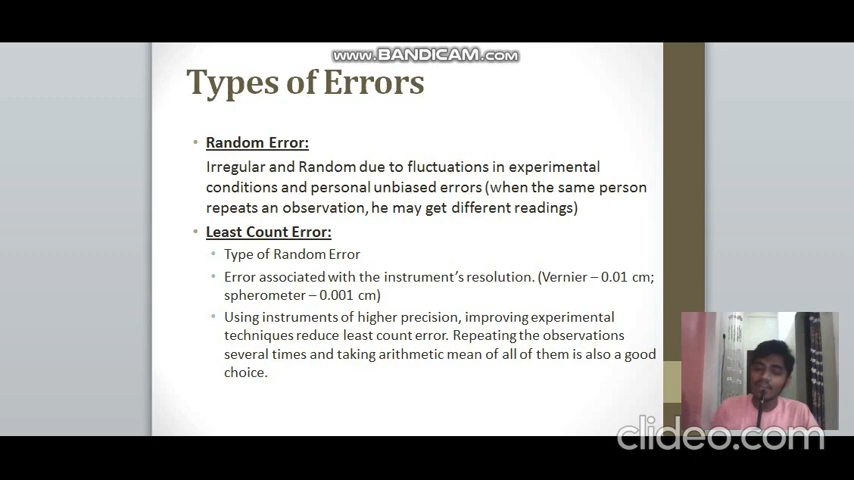 www.BANDICAM.com
Types of Errors
• Random Error:
Irregular and Random due to fluctuations in experimental
conditions and personal unbiased errors (when the same person
repeats an observation, he may get different readings)
• Least Count Error:
• Type of Random Error
• Error associated with the instrument's resolution. (Vernier – 0.01 cm;
spherometer – 0.001 cm)
• Using instruments of higher precision, improving experimental
techniques reduce least count error. Repeating the observations
several times and taking arithmetic mean of all of them is also a good
choice.
clideo.com